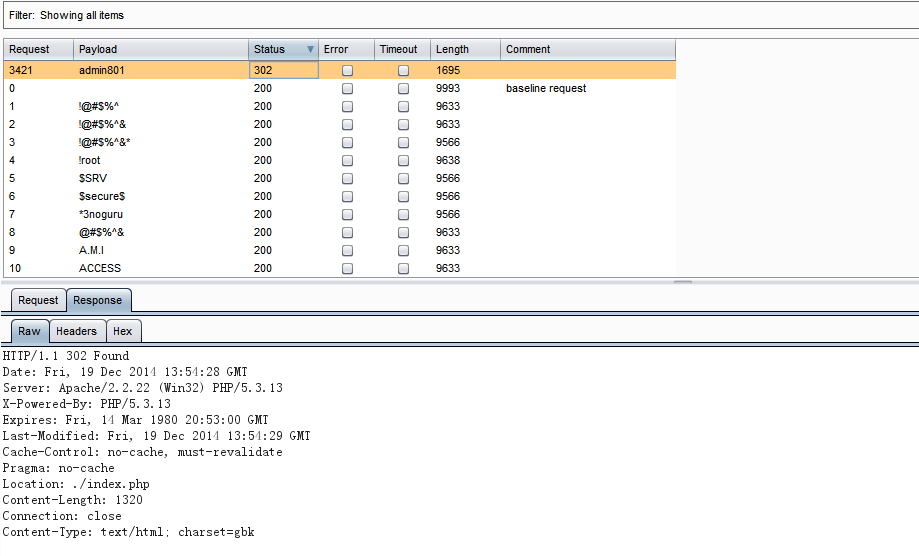 Filter: Showing all items
Request Payload Status Error Timeout Length Comment
3421 admin801 302 1695
0 200 9993 baseline request
1 !@#$%^ 200 9633
2 !@#$%^& 200 9633
3 !@#$%^&* 200 9566
4 !root 200 9638
5 $SRV 200 9566
6 $secure$ 200 9566
7 *3noguru 200 9566
8 @#$%^& 200 9633
9 A.M.I 200 9633
10 ACCESS 200 9633
Request Response
Raw Headers Hex
HTTP/1.1 302 Found
Date: Fri, 19 Dec 2014 13:54:28 GMT
Server: Apache/2.2.22 (Win32) PHP/5.3.13
X-Powered-By: PHP/5.3.13
Expires: Fri, 14 Mar 1980 20:53:00 GMT
Last-Modified: Fri, 19 Dec 2014 13:54:29 GMT
Cache-Control: no-cache, must-revalidate
Pragma: no-cache
Location: ./index.php
Content-Length: 1320
Connection: close
Content-Type: text/html; charset=gbk